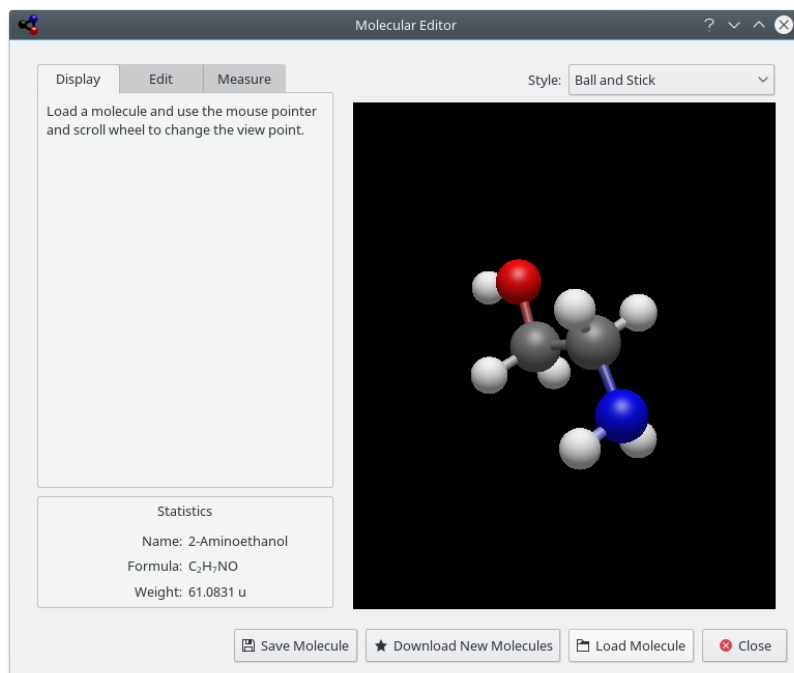 Molecular Editor
Display Edit Measure
Style: Ball and Stick
Load a molecule and use the mouse pointer
and scroll wheel to change the view point.
Statistics
Name: 2-Aminoethanol
Formula: C₂H₇NO
Weight: 61.0831 u
Save Molecule Download New Molecules Load Molecule Close